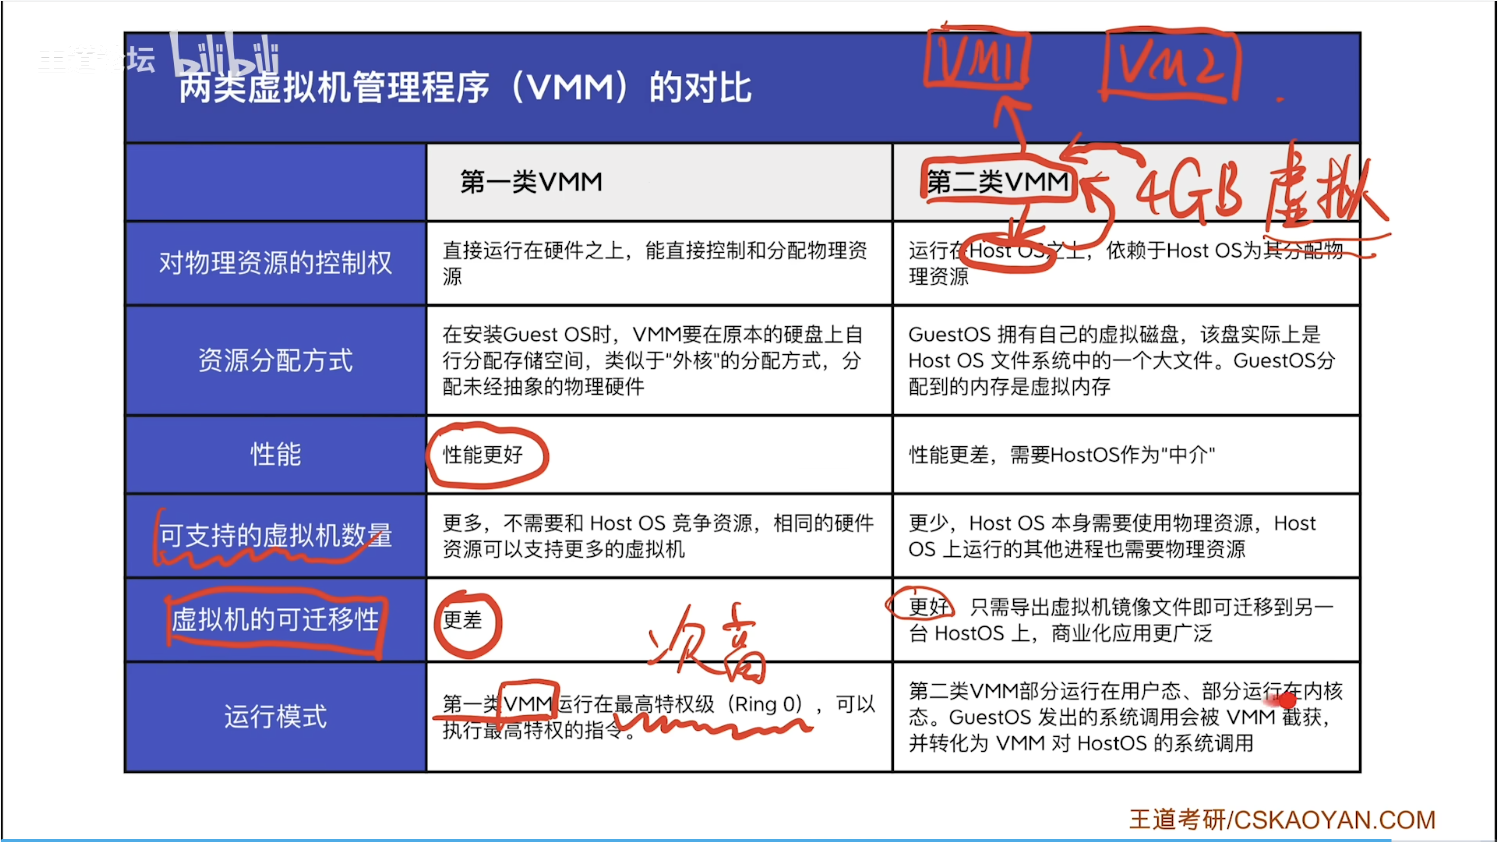 bilibili
两类虚拟机管理程序（VMM）的对比
VM1
VM2
第一类VMM
第二类VMM
4GB 虚拟
对物理资源的控制权
直接运行在硬件之上，能直接控制和分配物理资
源
运行在Host OS之上，依赖于Host OS为其分配物
理资源
资源分配方式
在安装Guest OS时，VMM要在原本的硬盘上自
行分配存储空间，类似于“外核”的分配方式，分
配未经抽象的物理硬件
GuestOS 拥有自己的虚拟磁盘，该盘实际上是
Host OS 文件系统中的一个大文件。GuestOS分
配到的内存是虚拟内存
性能
性能更好
性能更差，需要HostOS作为“中介”
可支持的虚拟机数量
更多，不需要和 Host OS 竞争资源，相同的硬件
资源可以支持更多的虚拟机
更少，Host OS 本身需要使用物理资源，Host
OS 上运行的其他进程也需要物理资源
虚拟机的可迁移性
更差
次高
更好，只需导出虚拟机镜像文件即可迁移到另一
台 HostOS 上，商业化应用更广泛
运行模式
第一类VMM运行在最高特权级（Ring 0），可以
执行最高特权的指令。
第二类VMM部分运行在用户态、部分运行在内核
态。GuestOS 发出的系统调用会被 VMM 截获，
并转化为 VMM 对 HostOS 的系统调用
王道考研/CSKAOYAN.COM